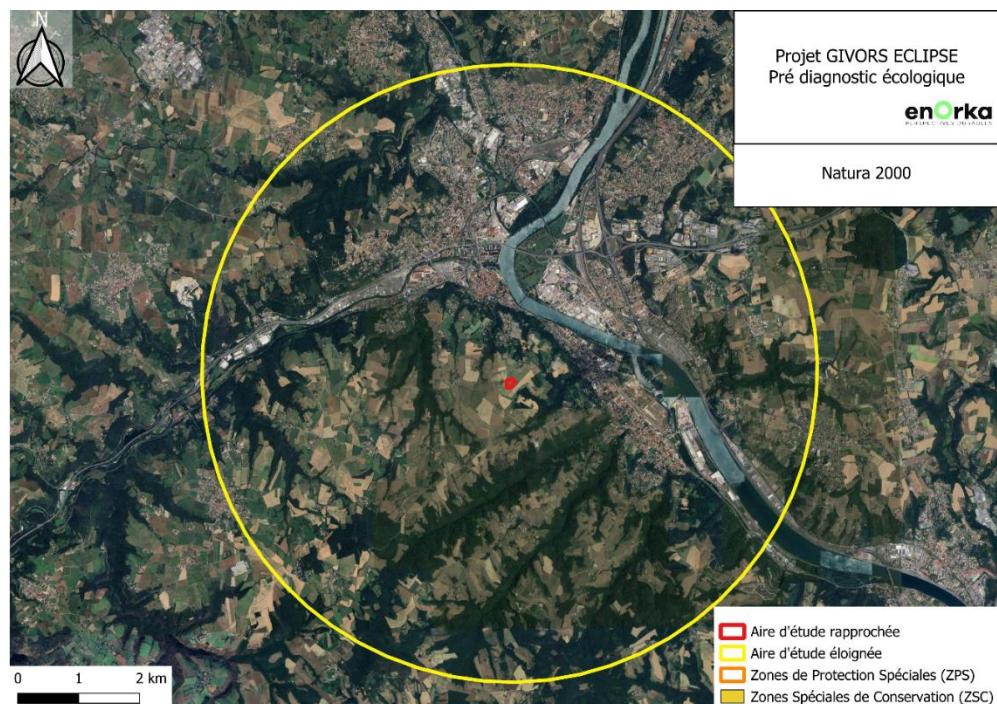 N
Projet GIVORS ECLIPSE
Pré diagnostic écologique
enOrka
Natura 2000
Aire d'étude rapprochée
Aire d'étude éloignée
Zones de Protection Spéciales (ZPS)
Zones Spéciales de Conservation (ZSC)
0 1 2 km